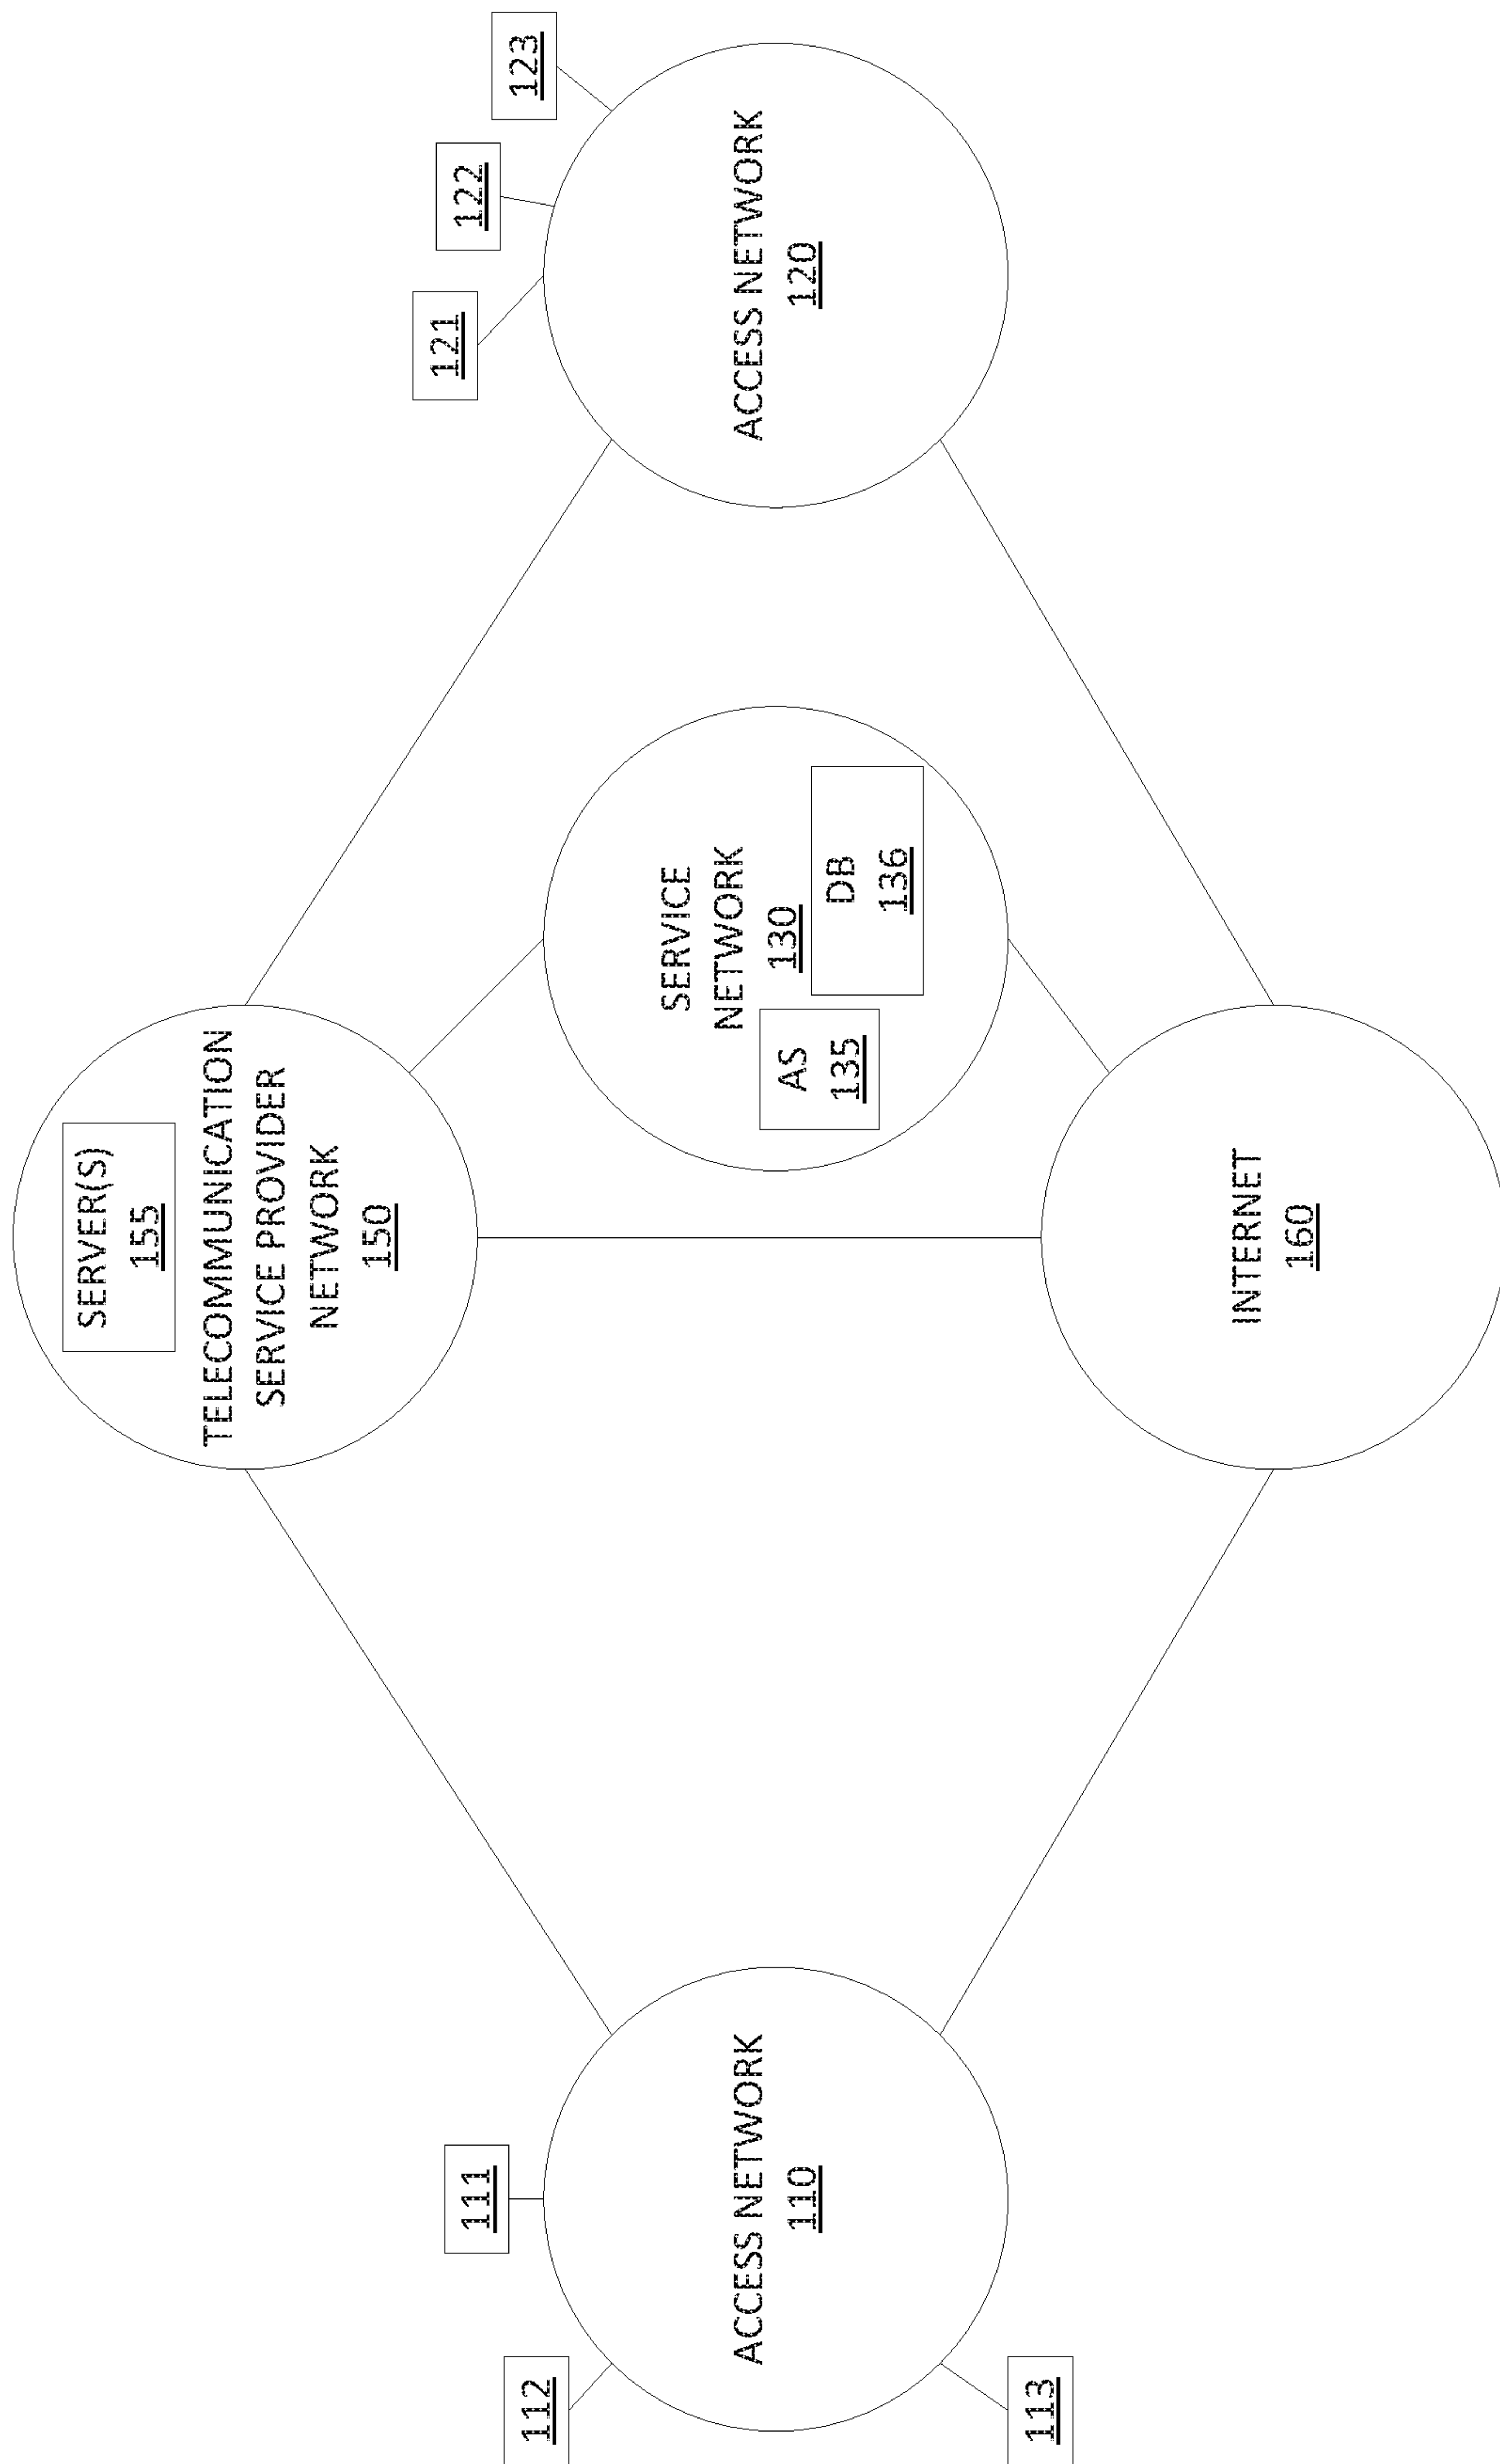 SERVER(S)
155
TELECOMMUNICATION
SERVICE PROVIDER
NETWORK
150
112
111
ACCESS NETWORK
110
113
SERVICE
NETWORK
130
AS
135
DB
136
121
122
123
ACCESS NETWORK
120
INTERNET
160